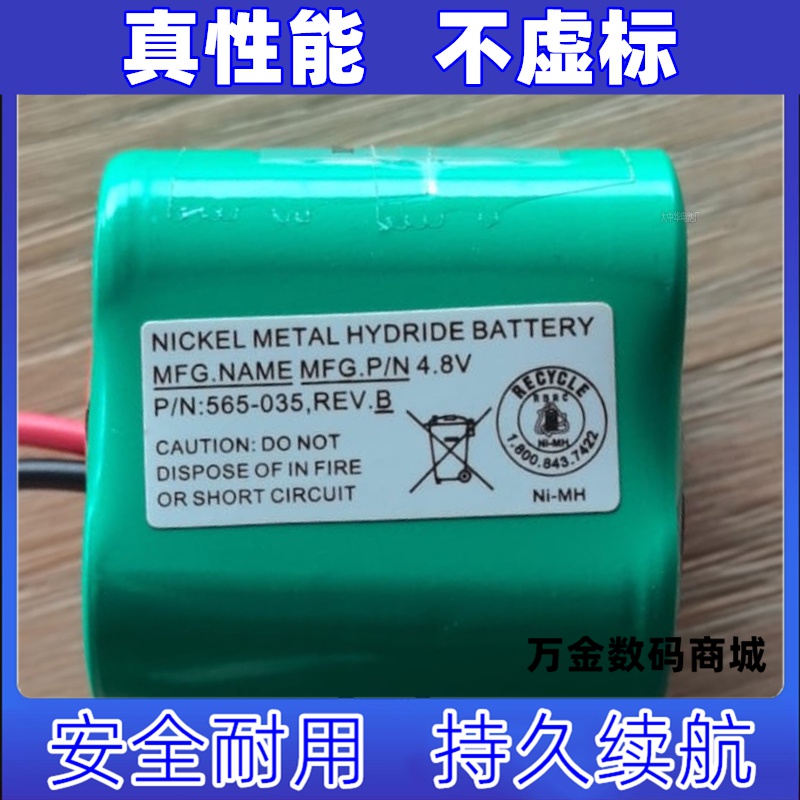 真性能 不虚标
NICKEL METAL HYDRIDE BATTERY
MFG.NAME MFG.P/N 4.8V
P/N:565-035,REV.B
CAUTION: DO NOT
DISPOSE OF IN FIRE
OR SHORT CIRCUIT
RECYCLE
Ni-MH
1.800.843.7422
Ni-MH
万金数码商城
安全耐用 持久续航